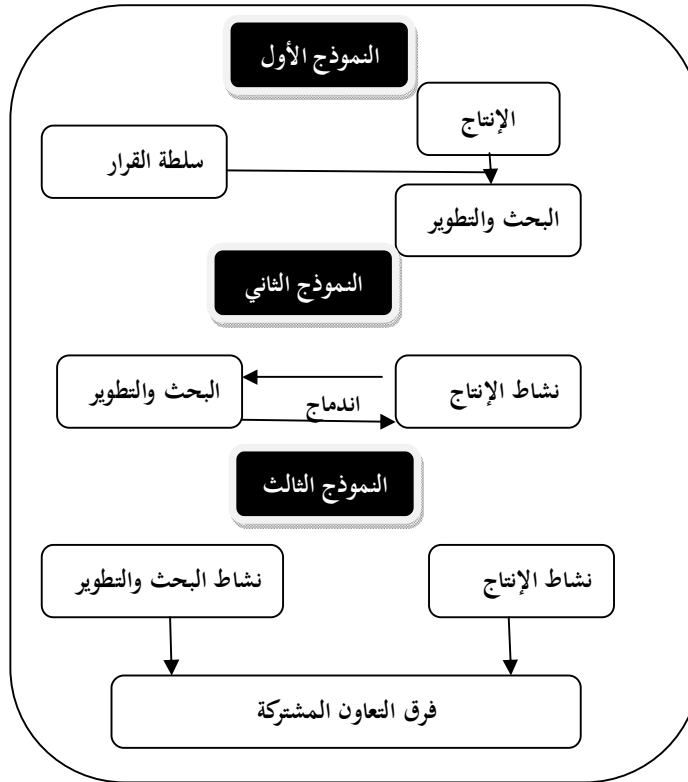 النموذج الأول
الإنتاج
سلطة القرار
البحث والتطوير
النموذج الثاني
نشاط الإنتاج
البحث والتطوير
اندماج
النموذج الثالث
نشاط الإنتاج
نشاط البحث والتطوير
فرق التعاون المشتركة